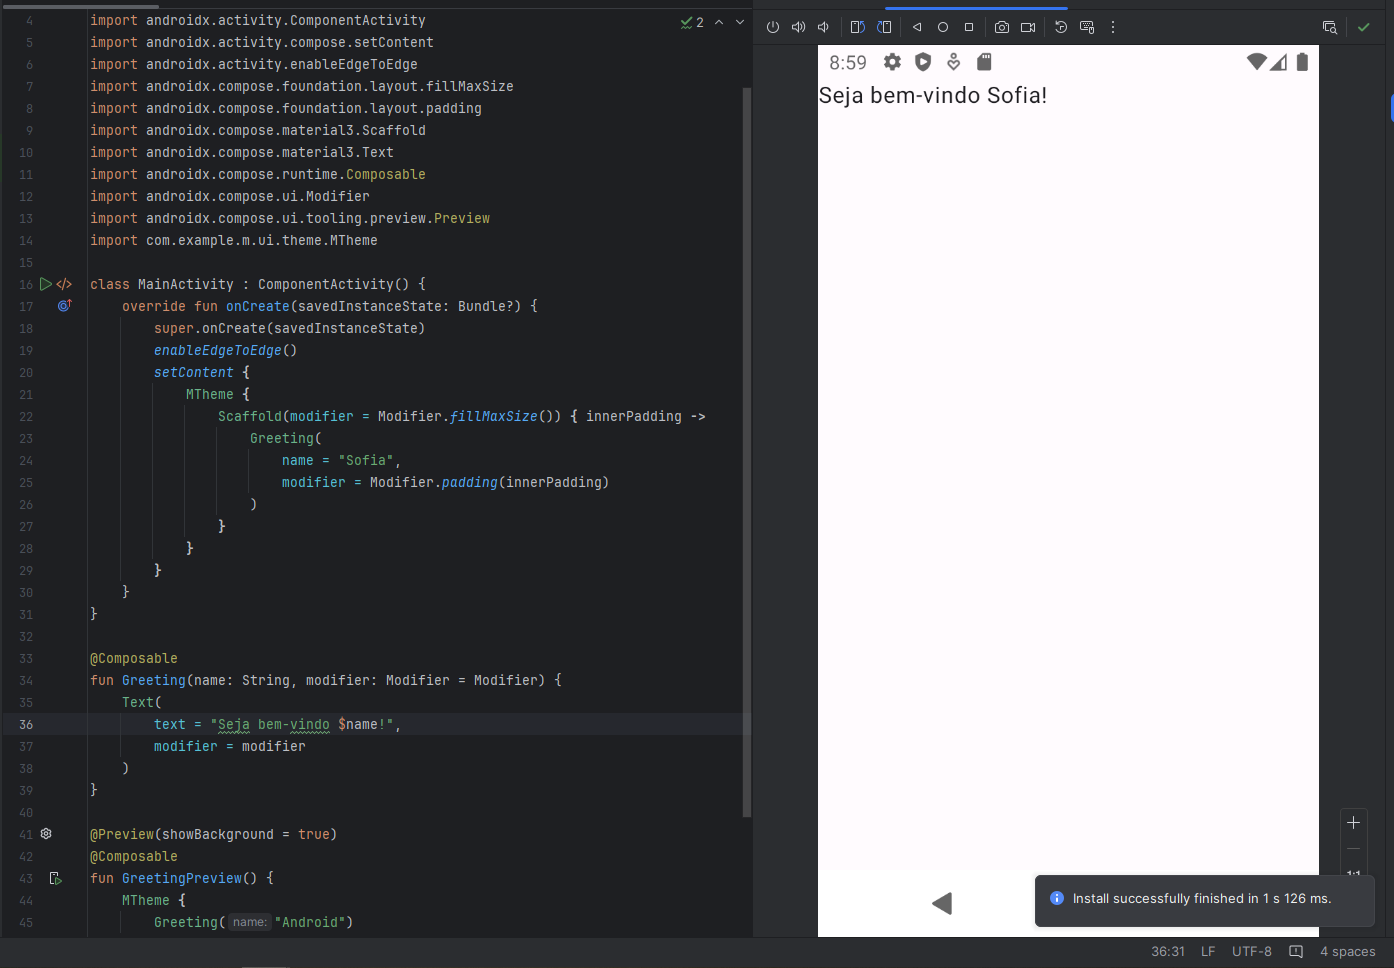 4 import androidx.activity.ComponentActivity
5 import androidx.activity.compose.setContent
6 import androidx.activity.enableEdgeToEdge
7 import androidx.compose.foundation.layout.fillMaxSize
8 import androidx.compose.foundation.layout.padding
9 import androidx.compose.material3.Scaffold
10 import androidx.compose.material3.Text
11 import androidx.compose.runtime.Composable
12 import androidx.compose.ui.Modifier
13 import androidx.compose.ui.tooling.preview.Preview
14 import com.example.m.ui.theme.MTheme
15
16 class MainActivity : ComponentActivity() {
17     override fun onCreate(savedInstanceState: Bundle?) {
18         super.onCreate(savedInstanceState)
19         enableEdgeToEdge()
20         setContent {
21             MTheme {
22                 Scaffold(modifier = Modifier.fillMaxSize()) { innerPadding ->
23                     Greeting(
24                         name = "Sofia",
25                         modifier = Modifier.padding(innerPadding)
26                     )
27                 }
28             }
29         }
30     }
31 }
32
33 @Composable
34 fun Greeting(name: String, modifier: Modifier = Modifier) {
35     Text(
36         text = "Seja bem-vindo $name!",
37         modifier = modifier
38     )
39 }
40
41 @Preview(showBackground = true)
42 @Composable
43 fun GreetingPreview() {
44     MTheme {
45         Greeting( name: "Android")
2
8:59
Seja bem-vindo Sofia!
1:1
Install successfully finished in 1 s 126 ms.
36:31 LF UTF-8 4 spaces